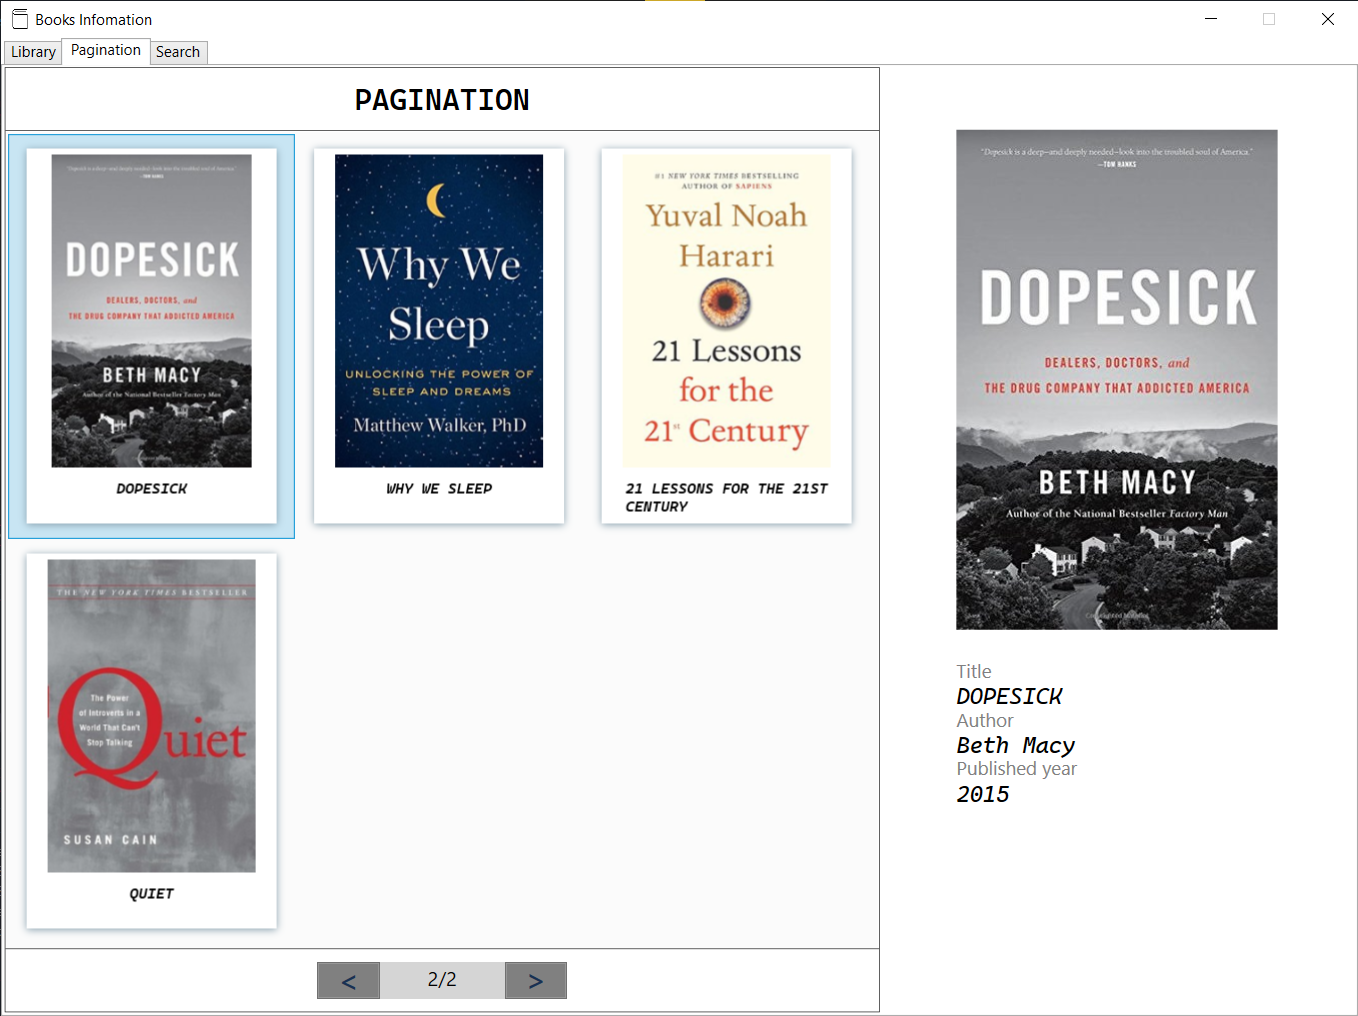 Books Infomation
Library
Pagination
Search
PAGINATION
"Dopesick is a deep—and deeply needed—look into the troubled soul of America."
—TOM HANKS
DOPESICK
DEALERS, DOCTORS, and
THE DRUG COMPANY THAT ADDICTED AMERICA
BETH MACY
Author of the National Bestseller Factory Man
DOPESICK
Why We
Sleep
UNLOCKING THE POWER OF
SLEEP AND DREAMS
Matthew Walker, PhD
WHY WE SLEEP
#1 NEW YORK TIMES BESTSELLING
AUTHOR OF SAPIENS
Yuval Noah
Harari
21 Lessons
for the
21st Century
21 LESSONS FOR THE 21ST
CENTURY
THE NEW YORK TIMES BESTSELLER
Quiet
The Power
of Introverts in a
World That Can't
Stop Talking
SUSAN CAIN
QUIET
<
2/2
>
"Dopesick is a deep—and deeply needed—look into the troubled soul of America."
—TOM HANKS
DOPESICK
DEALERS, DOCTORS, and
THE DRUG COMPANY THAT ADDICTED AMERICA
BETH MACY
Author of the National Bestseller Factory Man
Title
DOPESICK
Author
Beth Macy
Published year
2015